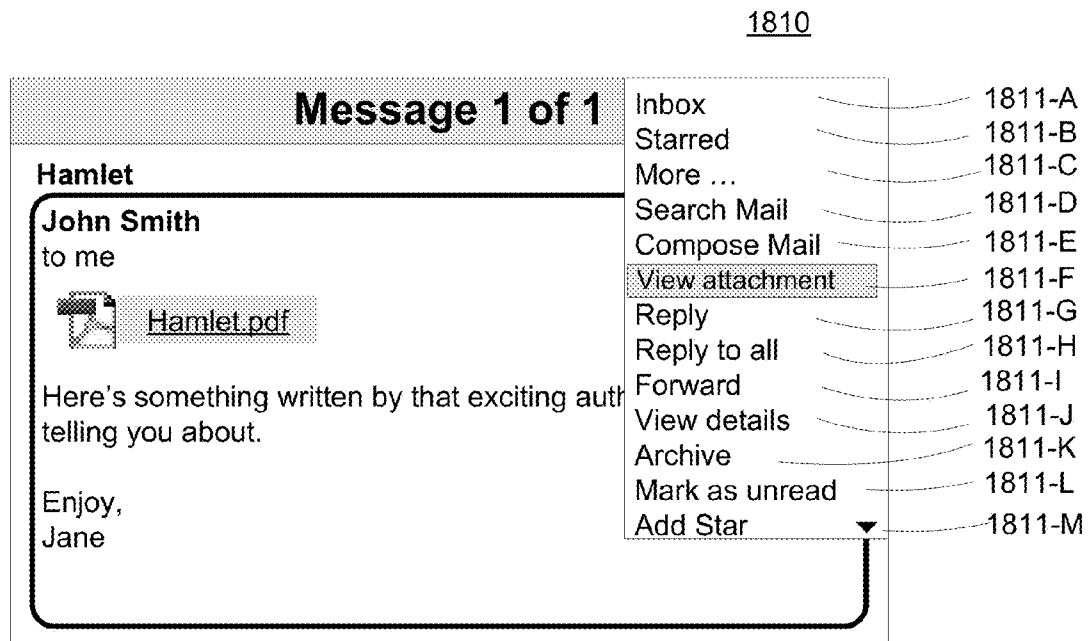 1810
Message 1 of 1
Hamlet
John Smith
to me
Hamlet.pdf
Here's something written by that exciting auth
telling you about.
Enjoy,
Jane
Inbox
Starred
More ...
Search Mail
Compose Mail
View attachment
Reply
Reply to all
Forward
View details
Archive
Mark as unread
Add Star
1811-A
1811-B
1811-C
1811-D
1811-E
1811-F
1811-G
1811-H
1811-I
1811-J
1811-K
1811-L
1811-M